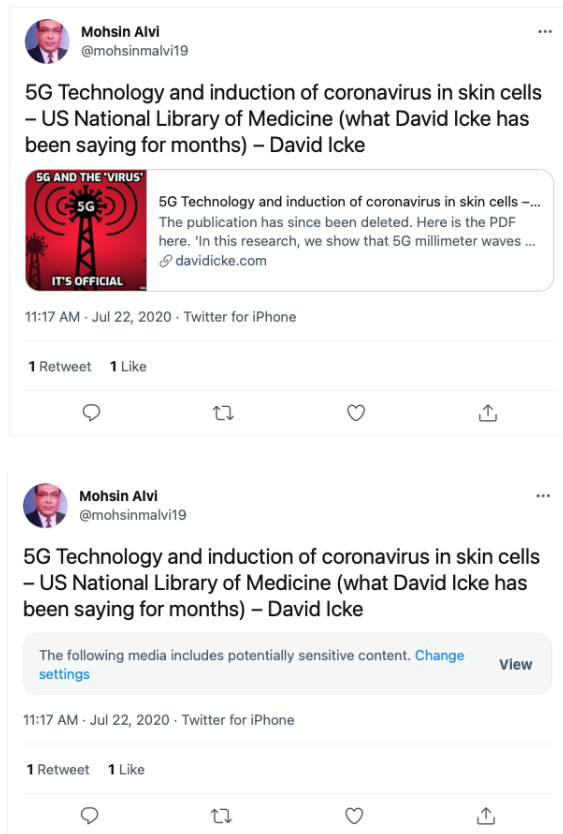 Mohsin Alvi
@mohsinmalvi19
5G Technology and induction of coronavirus in skin cells
– US National Library of Medicine (what David Icke has
been saying for months) – David Icke
5G AND THE 'VIRUS'
5G
IT'S OFFICIAL
5G Technology and induction of coronavirus in skin cells –...
The publication has since been deleted. Here is the PDF
here. 'In this research, we show that 5G millimeter waves ...
davidicke.com
11:17 AM · Jul 22, 2020 · Twitter for iPhone
1 Retweet 1 Like
Mohsin Alvi
@mohsinmalvi19
5G Technology and induction of coronavirus in skin cells
– US National Library of Medicine (what David Icke has
been saying for months) – David Icke
The following media includes potentially sensitive content. Change
settings
View
11:17 AM · Jul 22, 2020 · Twitter for iPhone
1 Retweet 1 Like